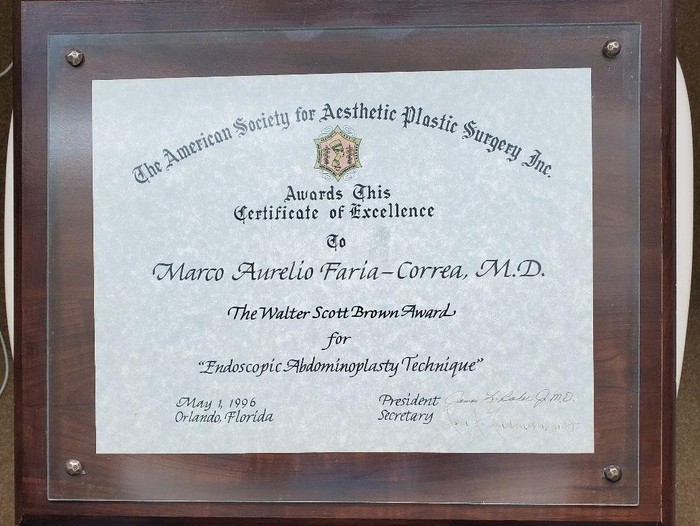 The American Society for Aesthetic Plastic Surgery, Inc.
Awards This
Certificate of Excellence
To
Marco Aurelio Faria-Correa, M.D.
The Walter Scott Brown Award
for
"Endoscopic Abdominoplasty Technique"
May 1, 1996
Orlando, Florida
President
Secretary